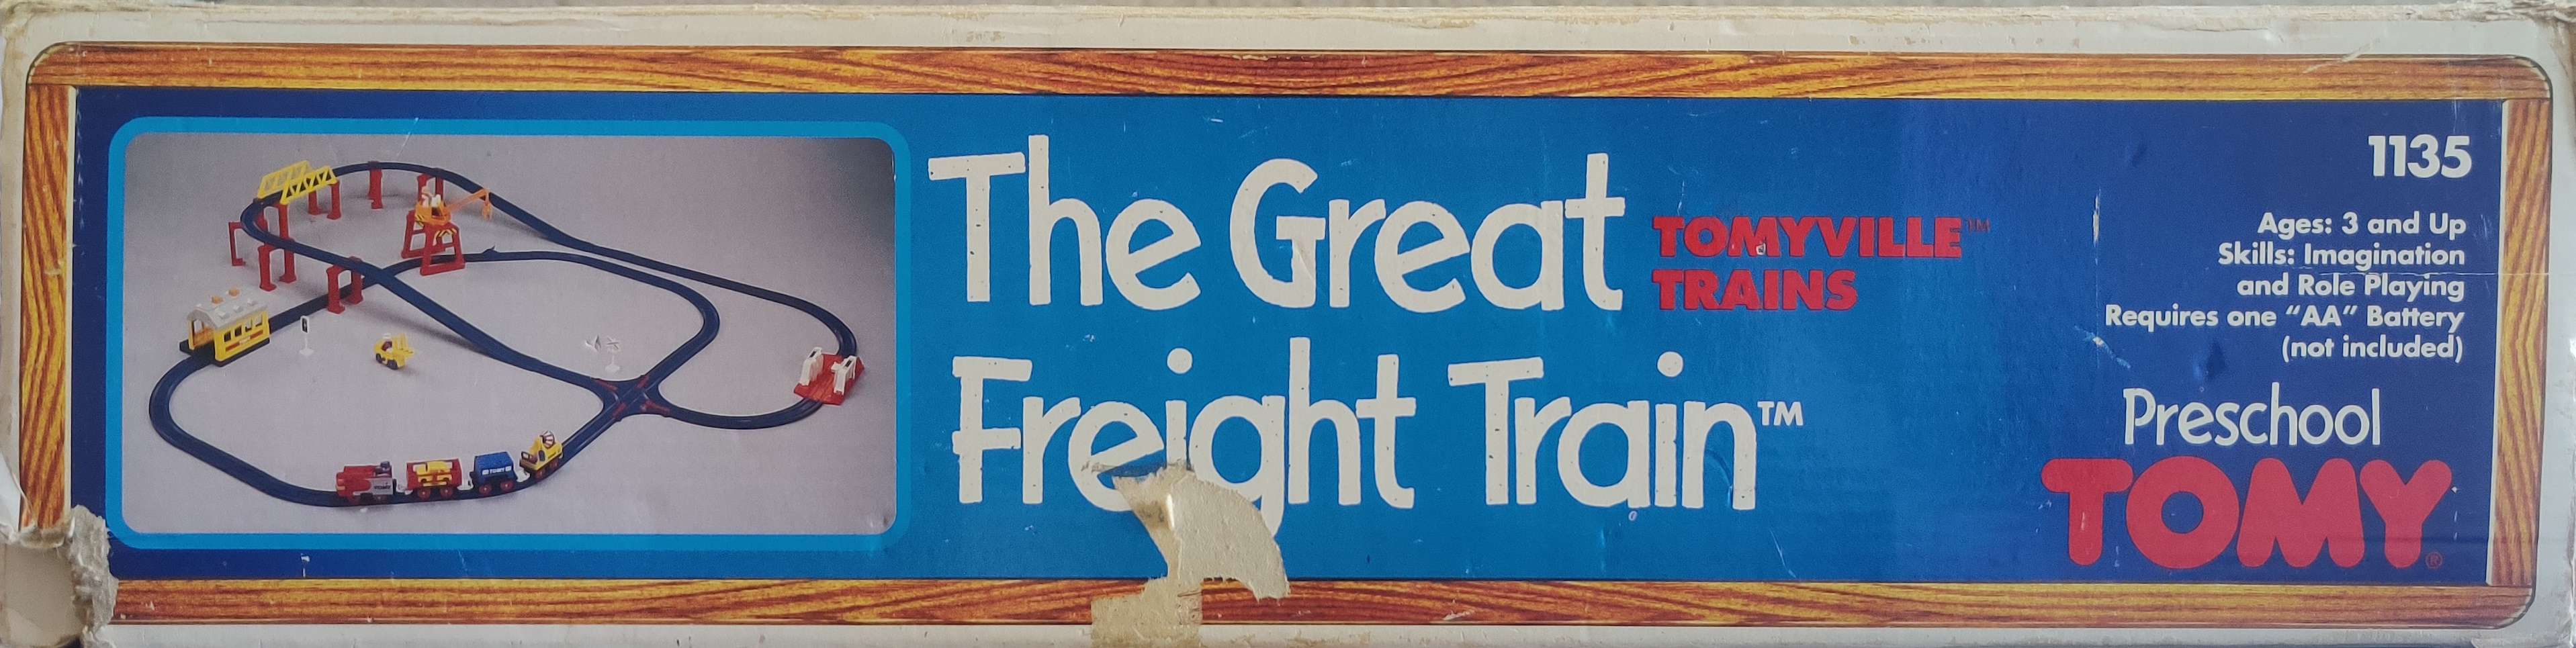 The Great
Freight Train™
TOMYVILLE™
TRAINS
1135
Ages: 3 and Up
Skills: Imagination
and Role Playing
Requires one “AA” Battery
(not included)
Preschool
TOMY®